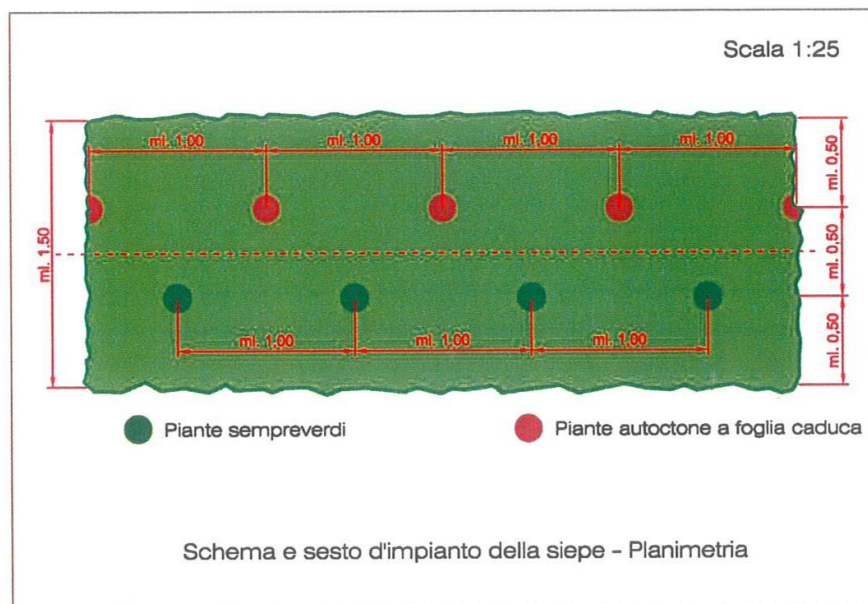 Scala 1:25
ml. 1,00
ml. 1,00
ml. 1,00
ml. 1,00
ml. 0,50
ml. 1.50
ml. 0,50
ml. 0,50
ml. 1,00
ml. 1,00
ml. 1,00
Piante sempreverdi
Piante autoctone a foglia caduca
Schema e sesto d'impianto della siepe - Planimetria